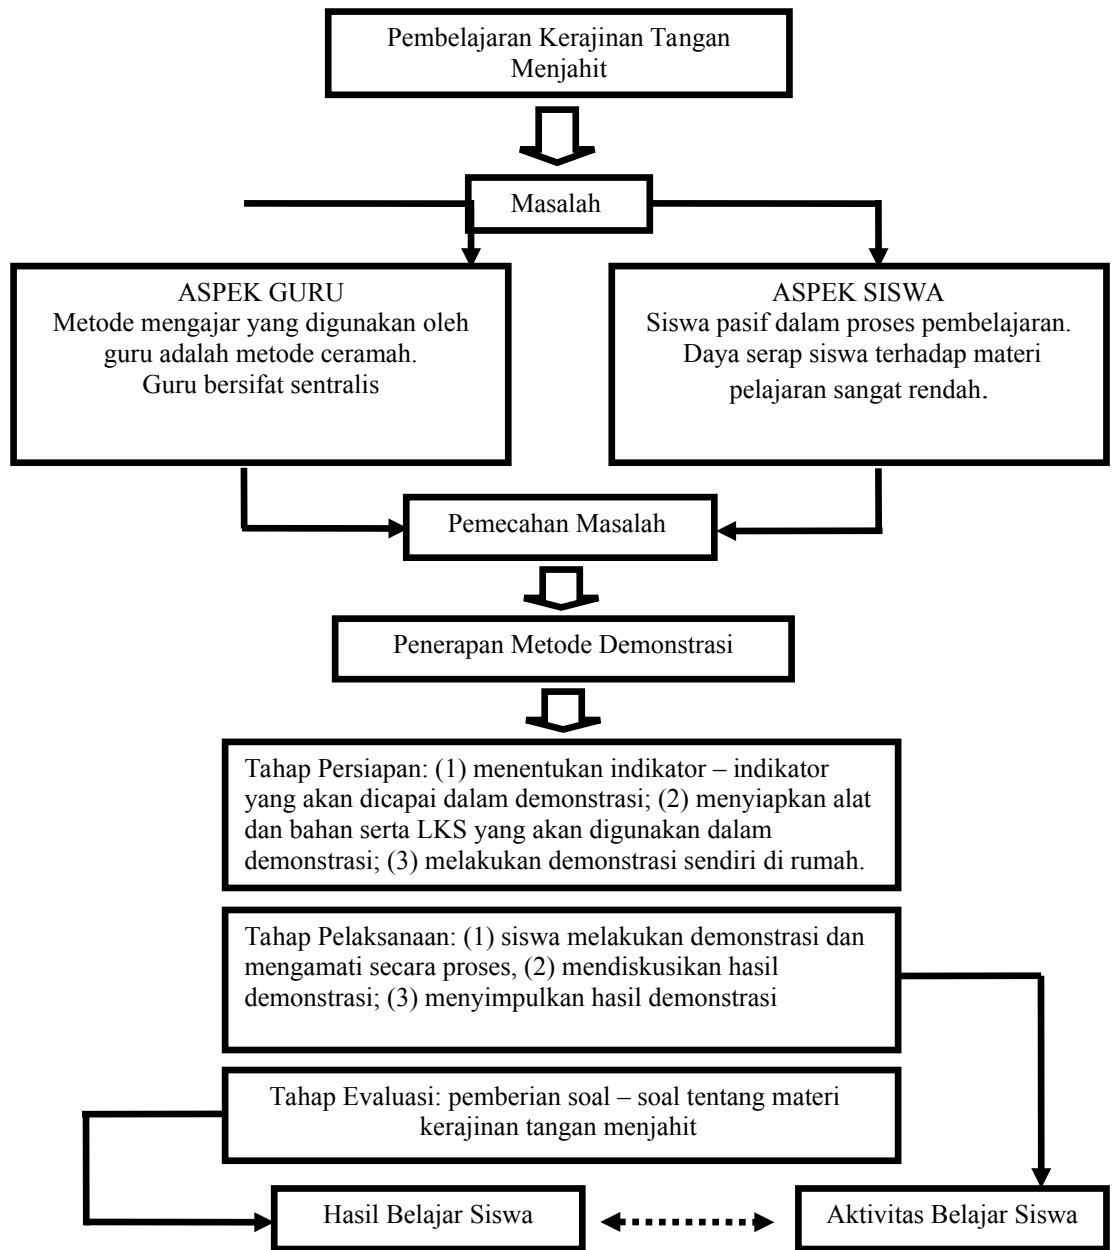 Pembelajaran Kerajinan Tangan
Menjahit
Masalah
ASPEK GURU
Metode mengajar yang digunakan oleh
guru adalah metode ceramah.
Guru bersifat sentralis
ASPEK SISWA
Siswa pasif dalam proses pembelajaran.
Daya serap siswa terhadap materi
pelajaran sangat rendah.
Pemecahan Masalah
Penerapan Metode Demonstrasi
Tahap Persiapan: (1) menentukan indikator – indikator
yang akan dicapai dalam demonstrasi; (2) menyiapkan alat
dan bahan serta LKS yang akan digunakan dalam
demonstrasi; (3) melakukan demonstrasi sendiri di rumah.
Tahap Pelaksanaan: (1) siswa melakukan demonstrasi dan
mengamati secara proses, (2) mendiskusikan hasil
demonstrasi; (3) menyimpulkan hasil demonstrasi
Tahap Evaluasi: pemberian soal – soal tentang materi
kerajinan tangan menjahit
Hasil Belajar Siswa
Aktivitas Belajar Siswa